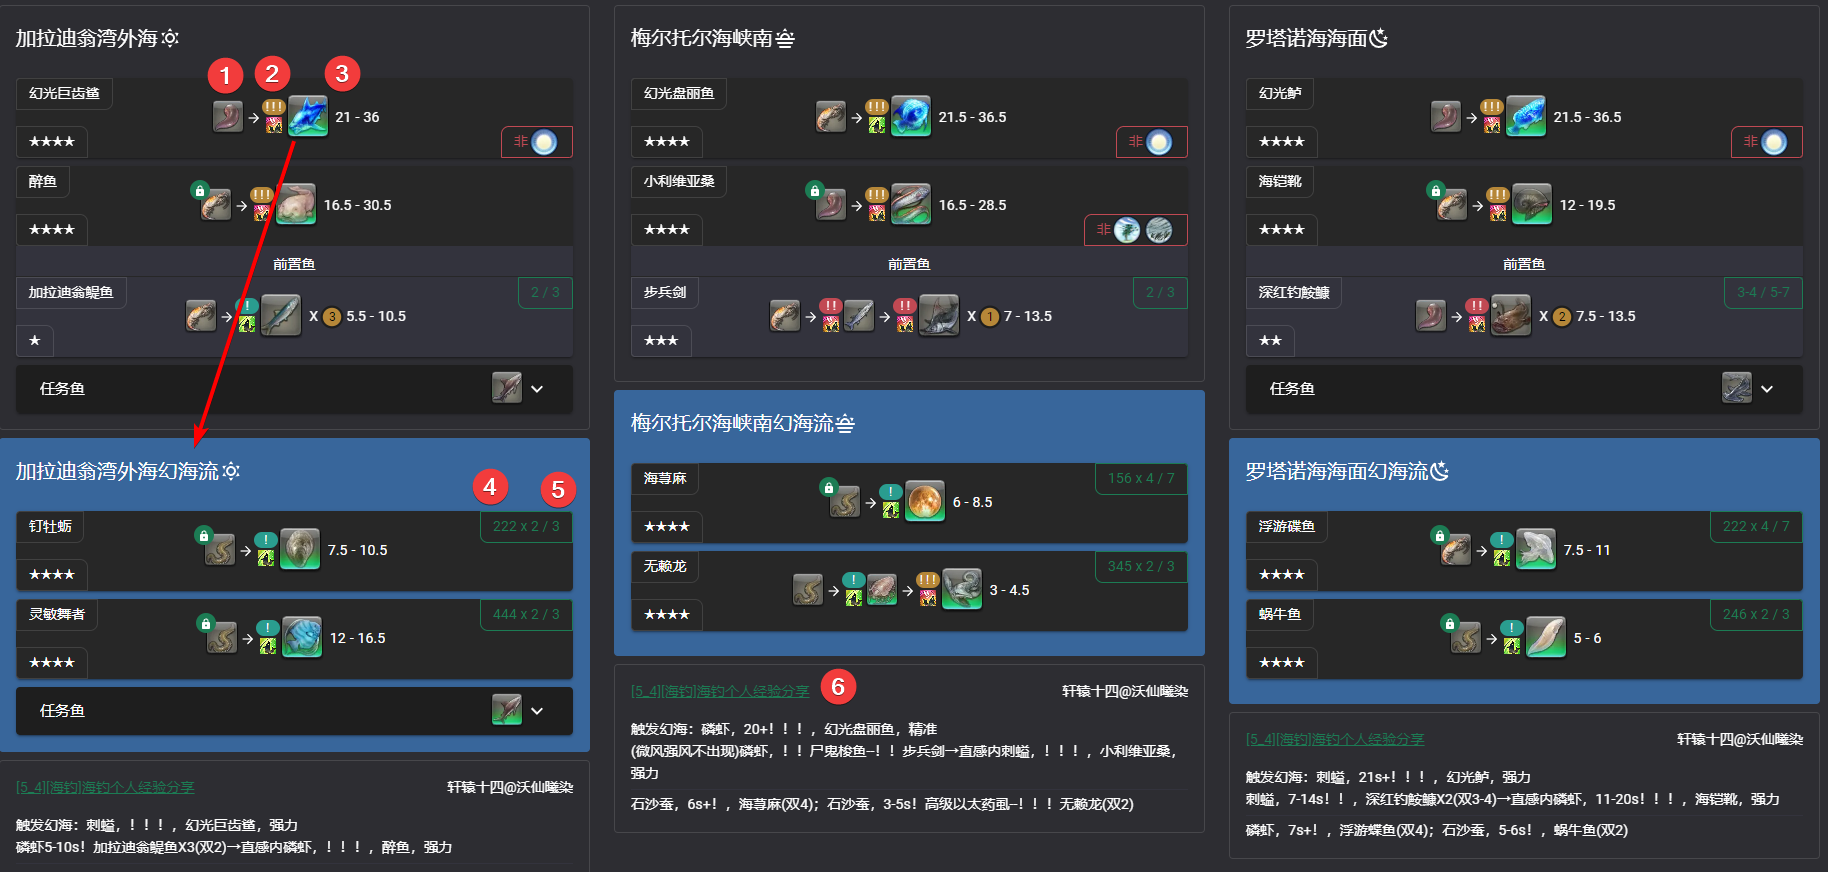 加拉迪翁湾外海
1
2
3
幻光巨齿鲨
!!!
21 - 36
★★★★
非
醉鱼
!!!
16.5 - 30.5
★★★★
前置鱼
加拉迪翁鳀鱼
!
X 3 5.5 - 10.5
2 / 3
★
任务鱼
加拉迪翁湾外海幻海流
4
5
钉牡蛎
!
7.5 - 10.5
222 x 2 / 3
★★★★
灵敏舞者
!
12 - 16.5
444 x 2 / 3
★★★★
任务鱼
[5_4][海钓]海钓个人经验分享
轩辕十四@沃仙曦染
触发幻海：刺螠，！！！，幻光巨齿鲨，强力
磷虾5-10s！加拉迪翁鳀鱼X3(双2)→直感内磷虾，！！！，醉鱼，强力
梅尔托尔海峡南
幻光盘丽鱼
!!!
21.5 - 36.5
★★★★
非
小利维亚桑
!!!
16.5 - 28.5
★★★★
非
前置鱼
步兵剑
!!
!!
X 1 7 - 13.5
2 / 3
★★★
梅尔托尔海峡南幻海流
海荨麻
!
6 - 8.5
156 x 4 / 7
★★★★
无赖龙
!
!!!
3 - 4.5
345 x 2 / 3
★★★★
[5_4][海钓]海钓个人经验分享
6
轩辕十四@沃仙曦染
触发幻海：磷虾，20+！！！，幻光盘丽鱼，精准
(微风强风不出现)磷虾，！！尸鬼梭鱼-！！步兵剑→直感内刺螠，！！！，小利维亚桑，
强力
石沙蚕，6s+！，海荨麻(双4)；石沙蚕，3-5s！高级以太药虱-！！！无赖龙(双2)
罗塔诺海海面
幻光鲈
!!!
21.5 - 36.5
★★★★
非
海铠靴
!!!
12 - 19.5
★★★★
前置鱼
深红钓鮟鱇
!!
X 2 7.5 - 13.5
3-4 / 5-7
★★
任务鱼
罗塔诺海海面幻海流
浮游碟鱼
!
7.5 - 11
222 x 4 / 7
★★★★
蜗牛鱼
!
5 - 6
246 x 2 / 3
★★★★
[5_4][海钓]海钓个人经验分享
轩辕十四@沃仙曦染
触发幻海：刺螠，21s+！！！，幻光鲈，强力
刺螠，7-14s！！，深红钓鮟鱇X2(双3-4)→直感内磷虾，11-20s！！！，海铠靴，强力
磷虾，7s+！，浮游蝶鱼(双4)；石沙蚕，5-6s！，蜗牛鱼(双2)